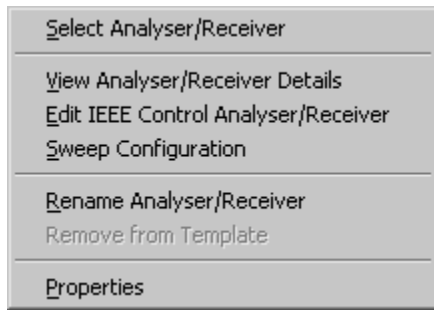 Select Analyser/Receiver
View Analyser/Receiver Details
Edit IEEE Control Analyser/Receiver
Sweep Configuration
Rename Analyser/Receiver
Remove from Template
Properties